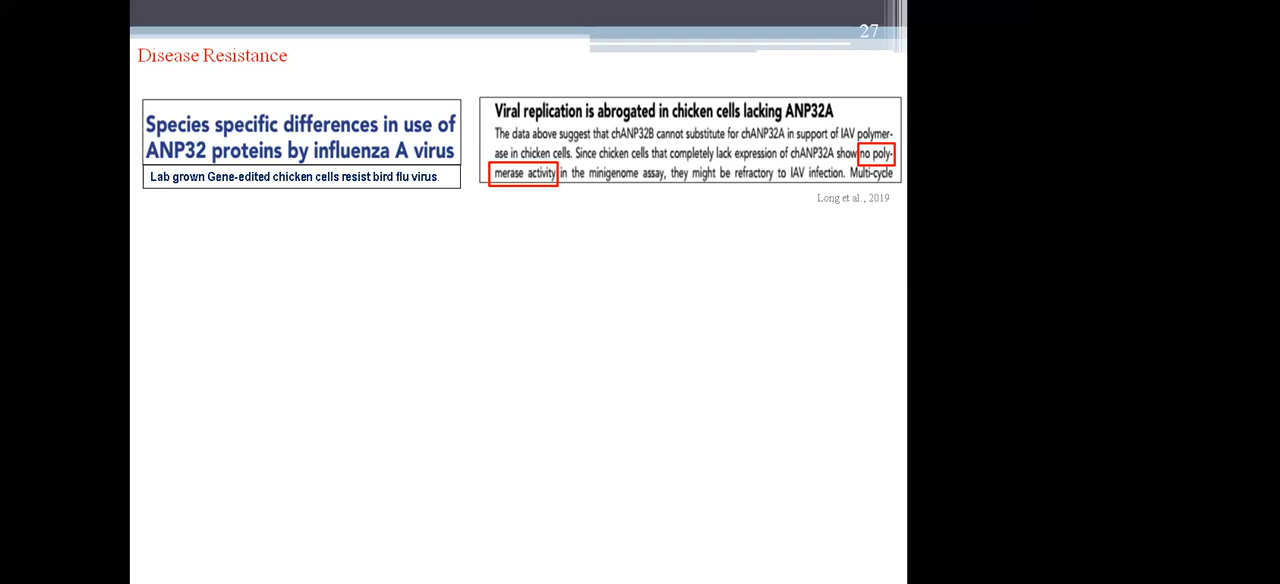 27
Disease Resistance
Species specific differences in use of
ANP32 proteins by influenza A virus
Lab grown Gene-edited chicken cells resist bird flu virus.
Viral replication is abrogated in chicken cells lacking ANP32A
The data above suggest that chANP32B cannot substitute for chANP32A in support of IAV polymer-
ase in chicken cells. Since chicken cells that completely lack expression of chANP32A show no poly-
merase activity in the minigenome assay, they might be refractory to IAV infection. Multi-cycle
Long et al., 2019